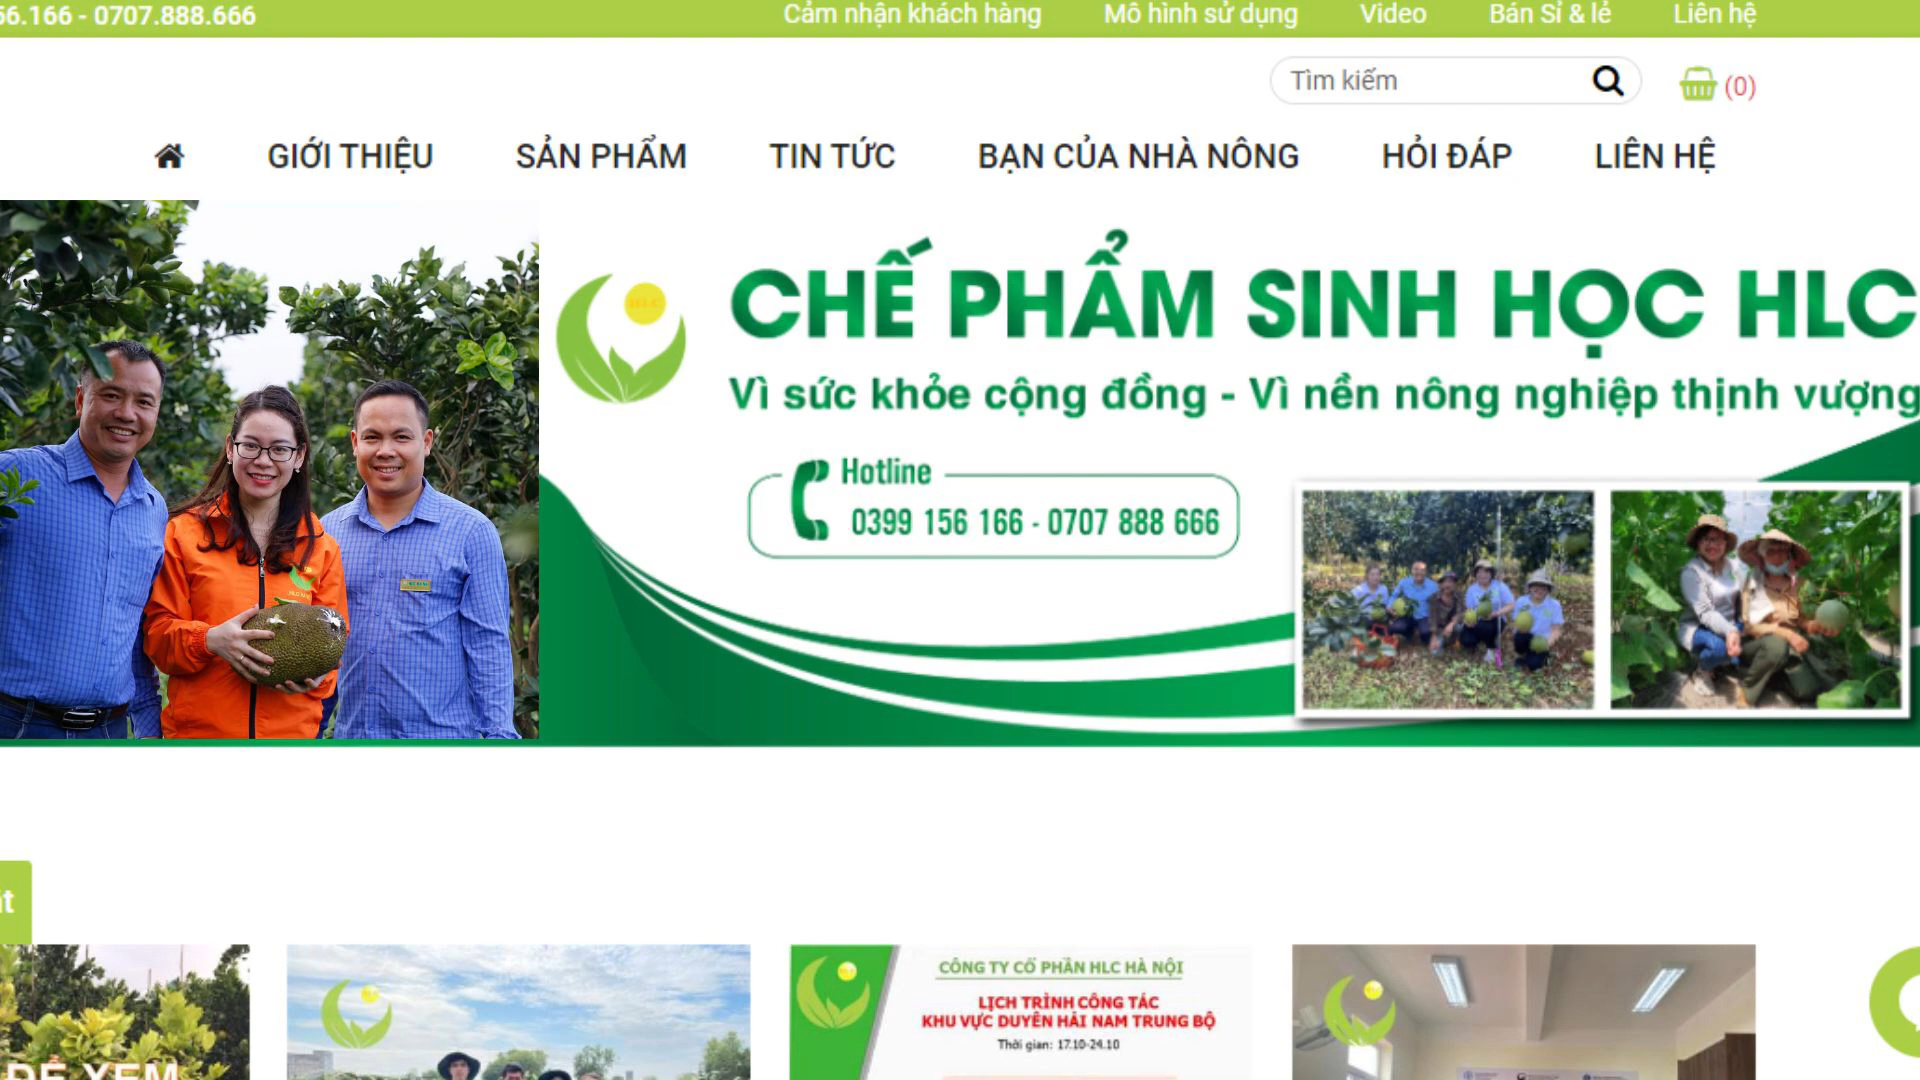 56.166 - 0707.888.666
Cảm nhận khách hàng
Mô hình sử dụng
Video
Bán Sỉ & lẻ
Liên hệ
Tìm kiếm
(0)
GIỚI THIỆU
SẢN PHẨM
TIN TỨC
BẠN CỦA NHÀ NÔNG
HỎI ĐÁP
LIÊN HỆ
CHẾ PHẨM SINH HỌC HLC
Vì sức khỏe cộng đồng - Vì nền nông nghiệp thịnh vượng
Hotline
0399 156 166 - 0707 888 666
CÔNG TY CỔ PHẦN HLC HÀ NỘI
LỊCH TRÌNH CÔNG TÁC
KHU VỰC DUYÊN HẢI NAM TRUNG BỘ
Thời gian: 17.10-24.10
ĐỂ XEM